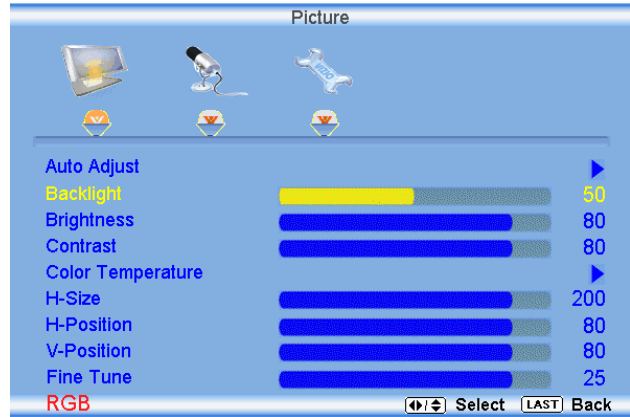 Picture
VIZIO
Auto Adjust
Backlight 50
Brightness 80
Contrast 80
Color Temperature
H-Size 200
H-Position 80
V-Position 80
Fine Tune 25
RGB Select LAST Back